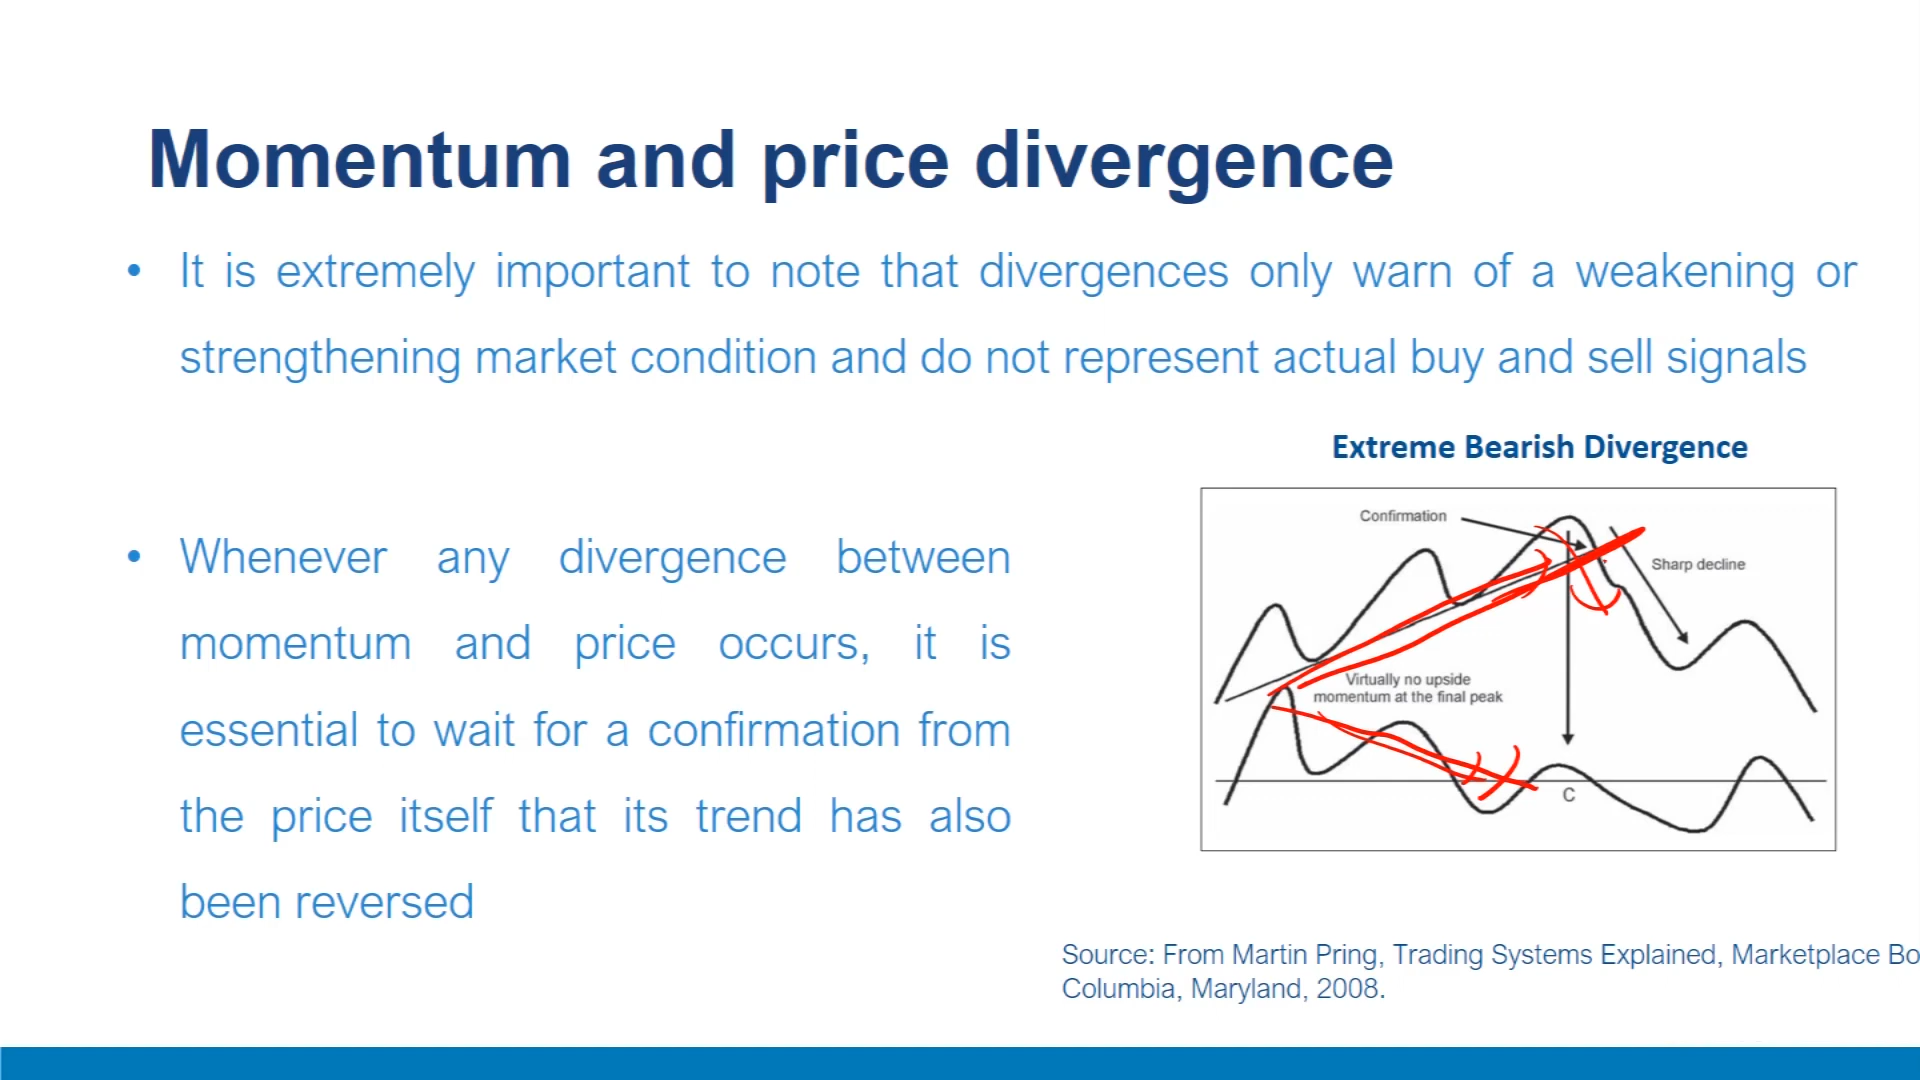 Momentum and price divergence
• It is extremely important to note that divergences only warn of a weakening or
strengthening market condition and do not represent actual buy and sell signals
Extreme Bearish Divergence
• Whenever any divergence between
momentum and price occurs, it is
essential to wait for a confirmation from
the price itself that its trend has also
been reversed
Confirmation
Sharp decline
Virtually no upside
momentum at the final peak
C
Source: From Martin Pring, Trading Systems Explained, Marketplace Bo
Columbia, Maryland, 2008.